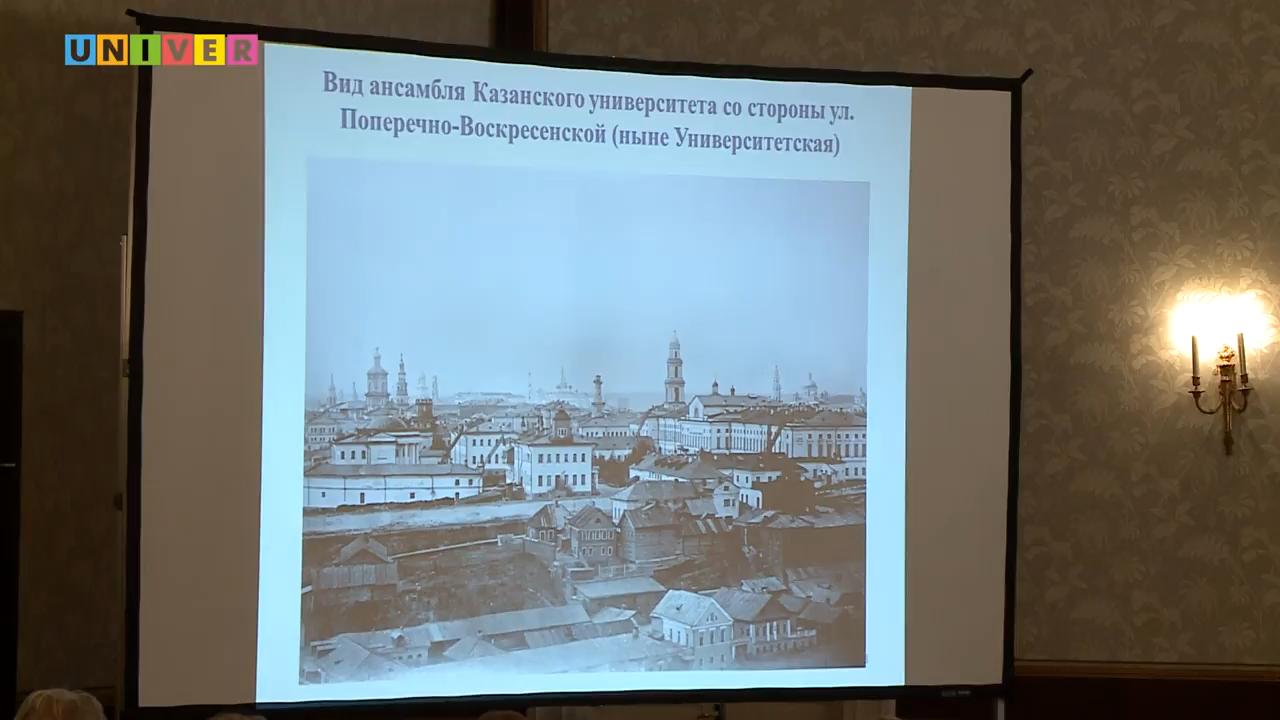 UNIVER
Вид ансамбля Казанского университета со стороны ул.
Поперечно-Воскресенской (ныне Университетская)